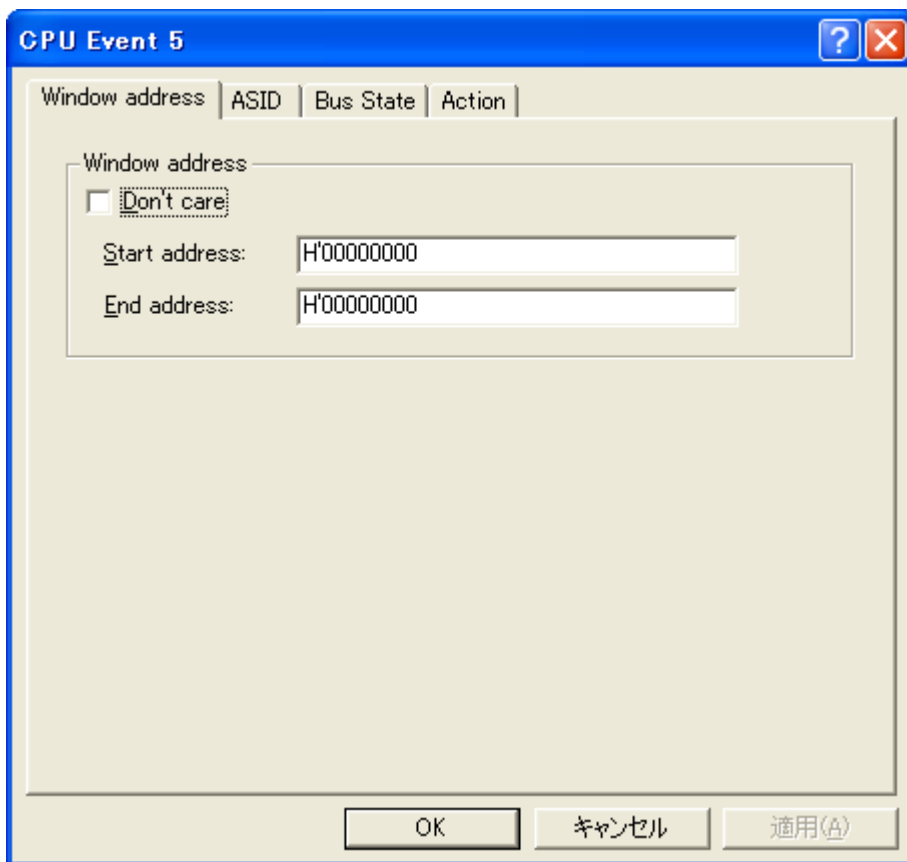 CPU Event 5
Window address ASID Bus State Action
Window address
Don't care
Start address: H'00000000
End address: H'00000000
OK キャンセル 適用(A)